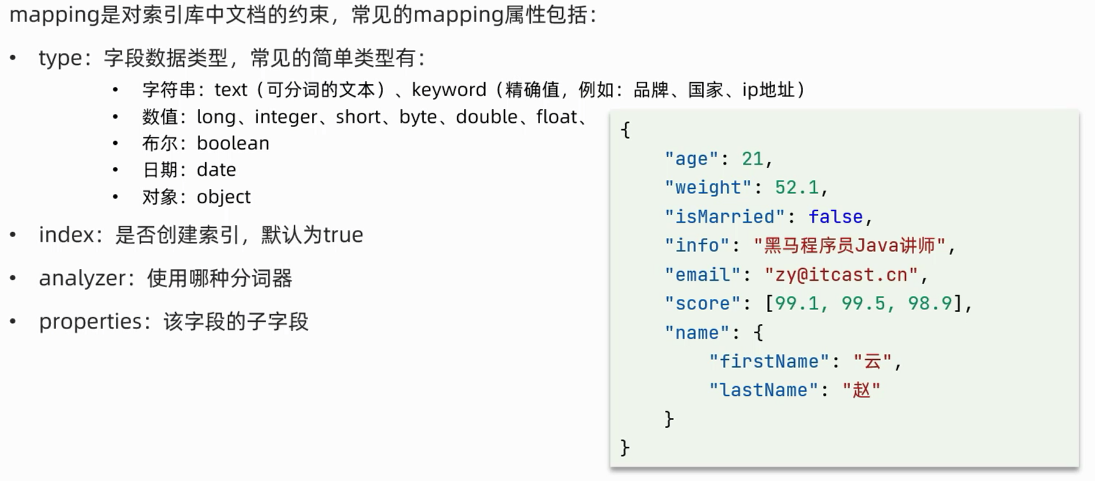 mapping是对索引库中文档的约束，常见的mapping属性包括：
• type：字段数据类型，常见的简单类型有：
• 字符串：text（可分词的文本）、keyword（精确值，例如：品牌、国家、ip地址）
• 数值：long、integer、short、byte、double、float、
• 布尔：boolean
• 日期：date
• 对象：object
• index：是否创建索引，默认为true
• analyzer：使用哪种分词器
• properties：该字段的子字段
{
    "age": 21,
    "weight": 52.1,
    "isMarried": false,
    "info": "黑马程序员Java讲师",
    "email": "zy@itcast.cn",
    "score": [99.1, 99.5, 98.9],
    "name": {
        "firstName": "云",
        "lastName": "赵"
    }
}